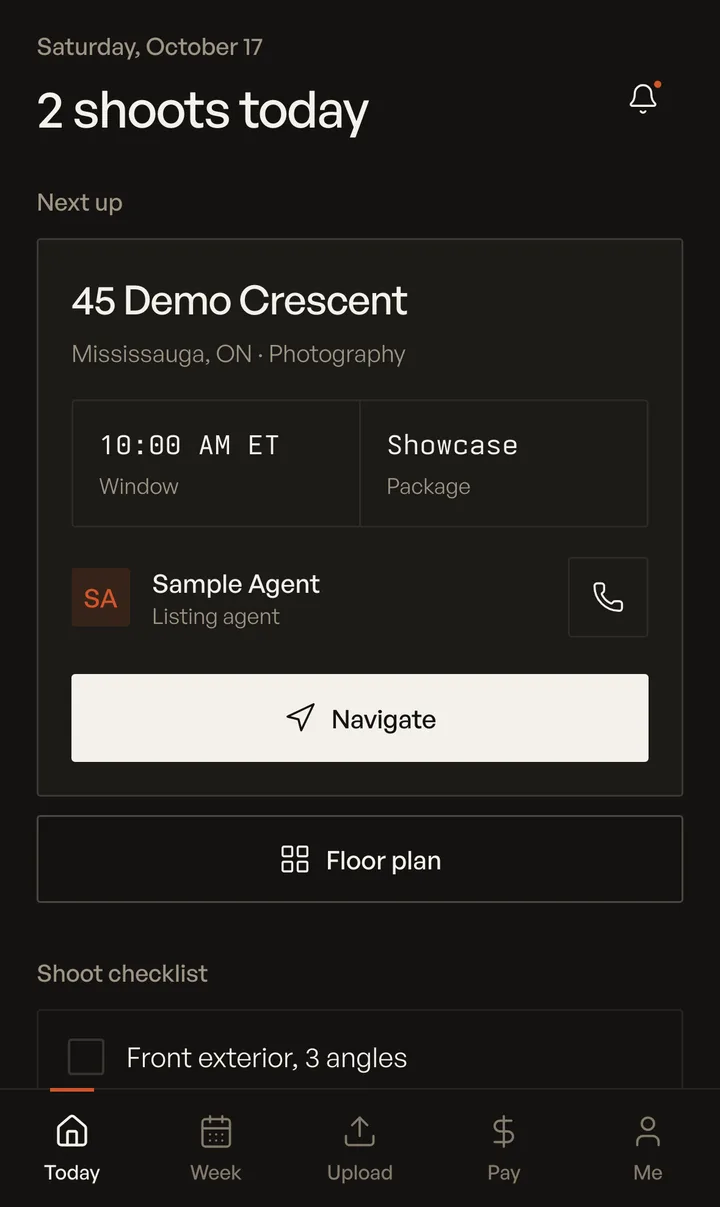 Saturday, October 17
2 shoots today
Next up
45 Demo Crescent
Mississauga, ON · Photography
10:00 AM ET
Window
Showcase
Package
SA
Sample Agent
Listing agent
Navigate
Floor plan
Shoot checklist
Front exterior, 3 angles
Today
Week
Upload
Pay
Me